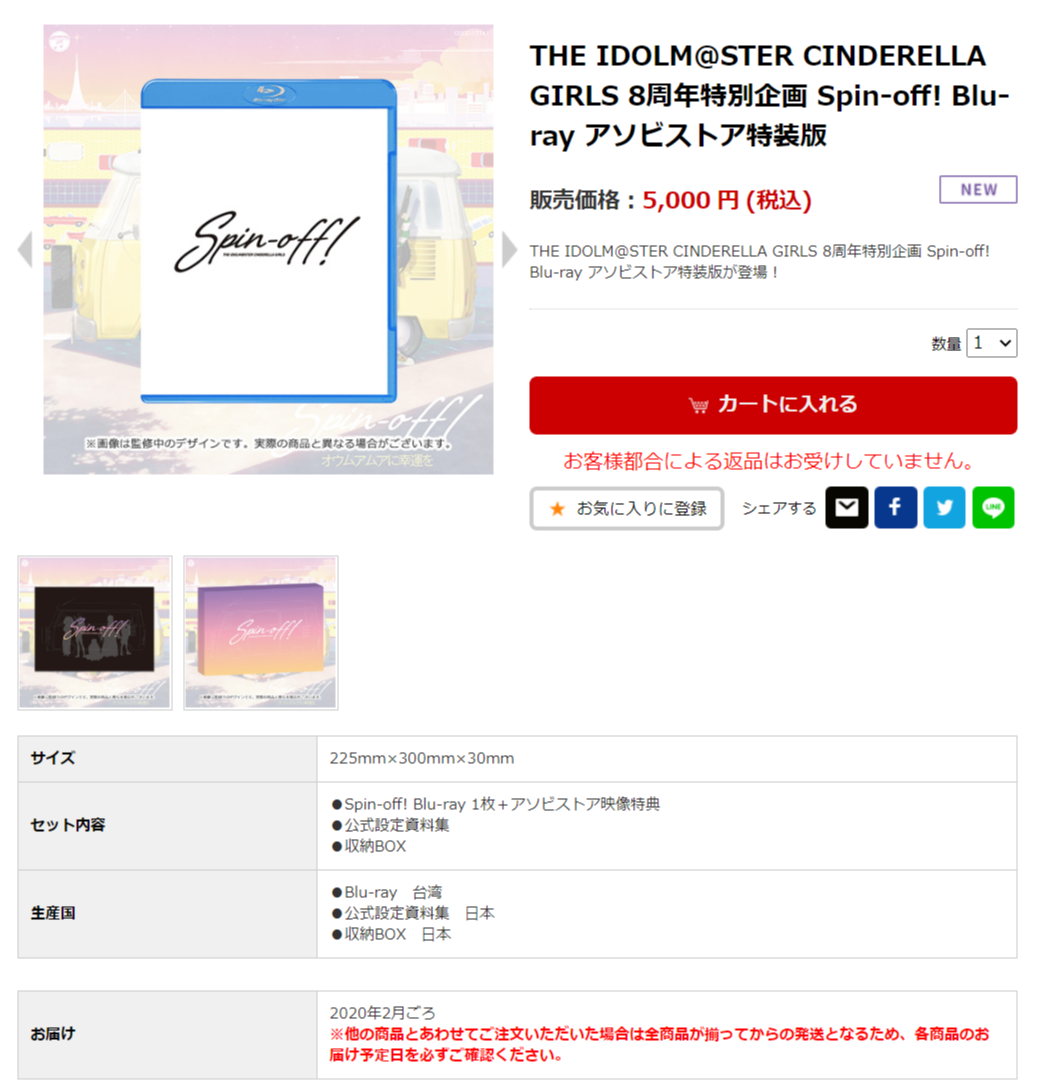 THE IDOLM@STER CINDERELLA
GIRLS 8周年特別企画 Spin-off! Blu-
ray アソビストア特装版
販売価格：5,000 円 (税込)
NEW
THE IDOLM@STER CINDERELLA GIRLS 8周年特別企画 Spin-off!
Blu-ray アソビストア特装版が登場！
数量 1
カートに入れる
お客様都合による返品はお受けしていません。
お気に入りに登録
シェアする
LINE
Blu-ray Disc
Spin-off!
THE IDOLM@STER CINDERELLA GIRLS
Spin-off!
※画像は監修中のデザインです。実際の商品と異なる場合がございます。
オウムアムアに幸運を
Spin-off!
Spin-off!
サイズ
225mm×300mm×30mm
セット内容
●Spin-off! Blu-ray 1枚＋アソビストア映像特典
●公式設定資料集
●収納BOX
生産国
●Blu-ray　台湾
●公式設定資料集　日本
●収納BOX　日本
お届け
2020年2月ごろ
※他の商品とあわせてご注文いただいた場合は全商品が揃ってからの発送となるため、各商品のお
届け予定日を必ずご確認ください。